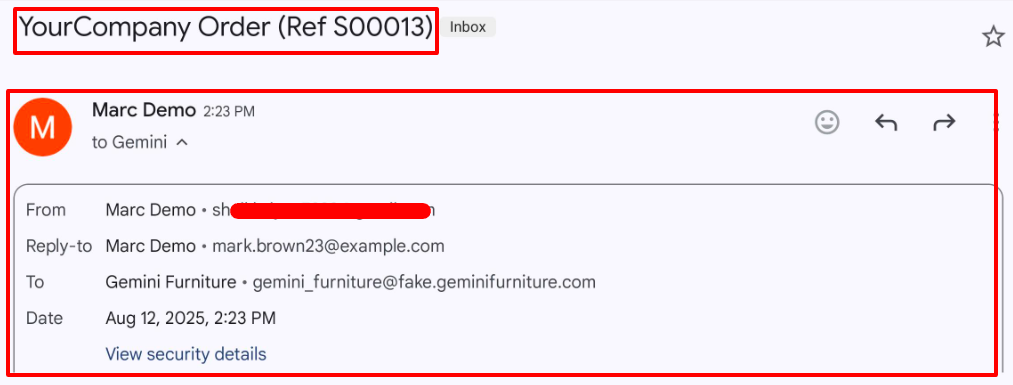 YourCompany Order (Ref S00013) Inbox
M
Marc Demo 2:23 PM
to Gemini
From Marc Demo •
Reply-to Marc Demo • mark.brown23@example.com
To Gemini Furniture • gemini_furniture@fake.geminifurniture.com
Date Aug 12, 2025, 2:23 PM
View security details